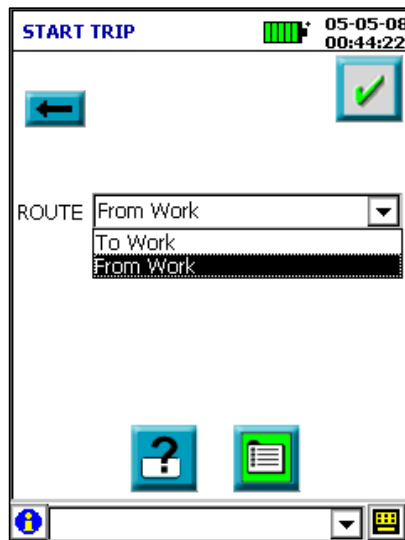 START TRIP
05-05-08
00:44:22
ROUTE From Work
To Work
From Work